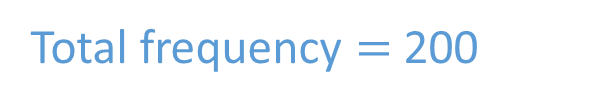 Total frequency = 200